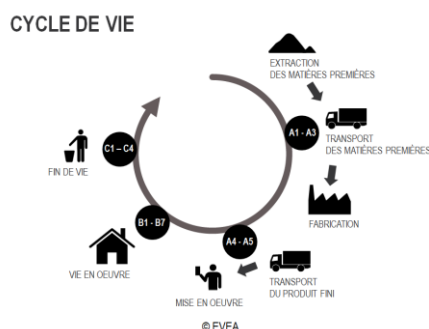 CYCLE DE VIE
EXTRACTION
DES MATIÈRES PREMIÈRES
A1 - A3
TRANSPORT
DES MATIÈRES PREMIÈRES
C1 – C4
FIN DE VIE
FABRICATION
B1 - B7
A4 - A5
VIE EN OEUVRE
TRANSPORT
DU PRODUIT FINI
MISE EN OEUVRE
© EVEA